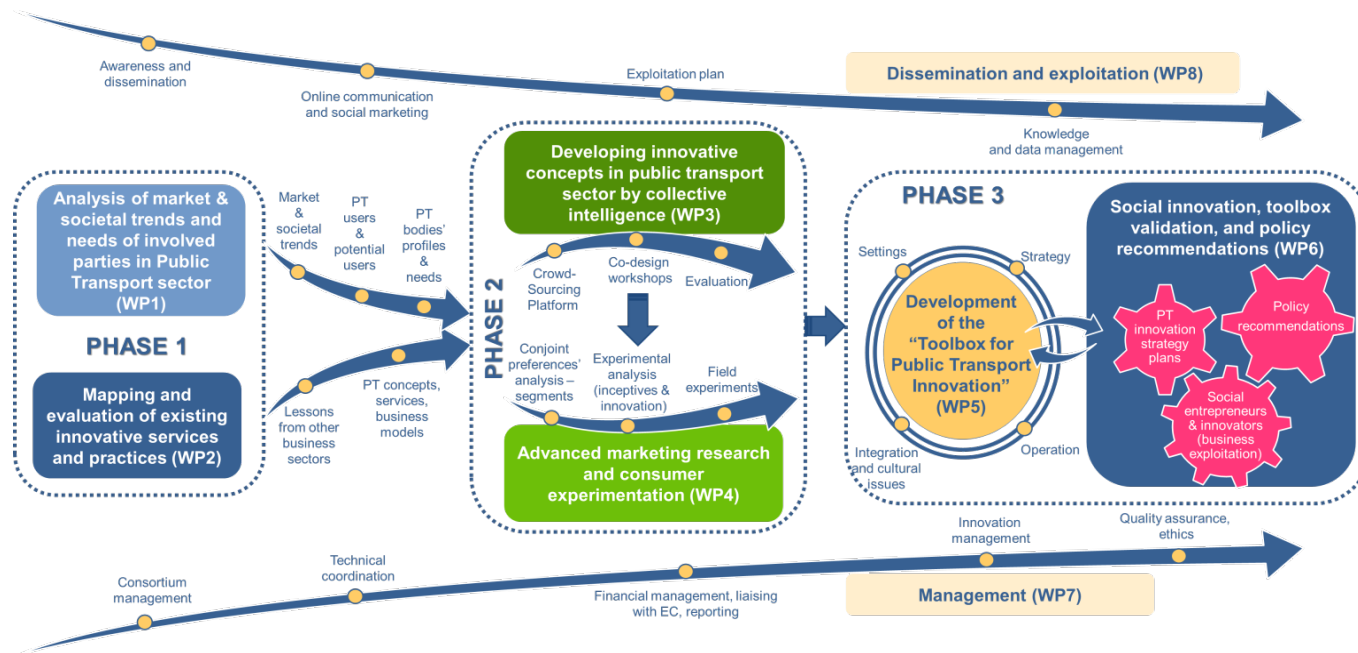 Awareness and
dissemination
Online communication
and social marketing
Exploitation plan
Dissemination and exploitation (WP8)
Knowledge
and data management
Analysis of market &
societal trends and
needs of involved
parties in Public
Transport sector
(WP1)
PHASE 1
Mapping and
evaluation of existing
innovative services
and practices (WP2)
Market
&
societal
trends
PT
users
&
potential
users
PT
bodies'
profiles
&
needs
Lessons
from other
business
sectors
PT concepts,
services,
business
models
PHASE 2
Developing innovative
concepts in public transport
sector by collective
intelligence (WP3)
Crowd-
Sourcing
Platform
Co-design
workshops
Evaluation
Conjoint
preferences'
analysis –
segments
Experimental
analysis
(inceptives &
innovation)
Field
experiments
Advanced marketing research
and consumer
experimentation (WP4)
PHASE 3
Settings
Strategy
Development
of the
“Toolbox for
Public Transport
Innovation”
(WP5)
Integration
and cultural
issues
Operation
Social innovation, toolbox
validation, and policy
recommendations (WP6)
PT
innovation
strategy
plans
Policy
recommendations
Social
entrepreneurs
& innovators
(business
exploitation)
Consortium
management
Technical
coordination
Financial management, liaising
with EC, reporting
Innovation
management
Quality assurance,
ethics
Management (WP7)